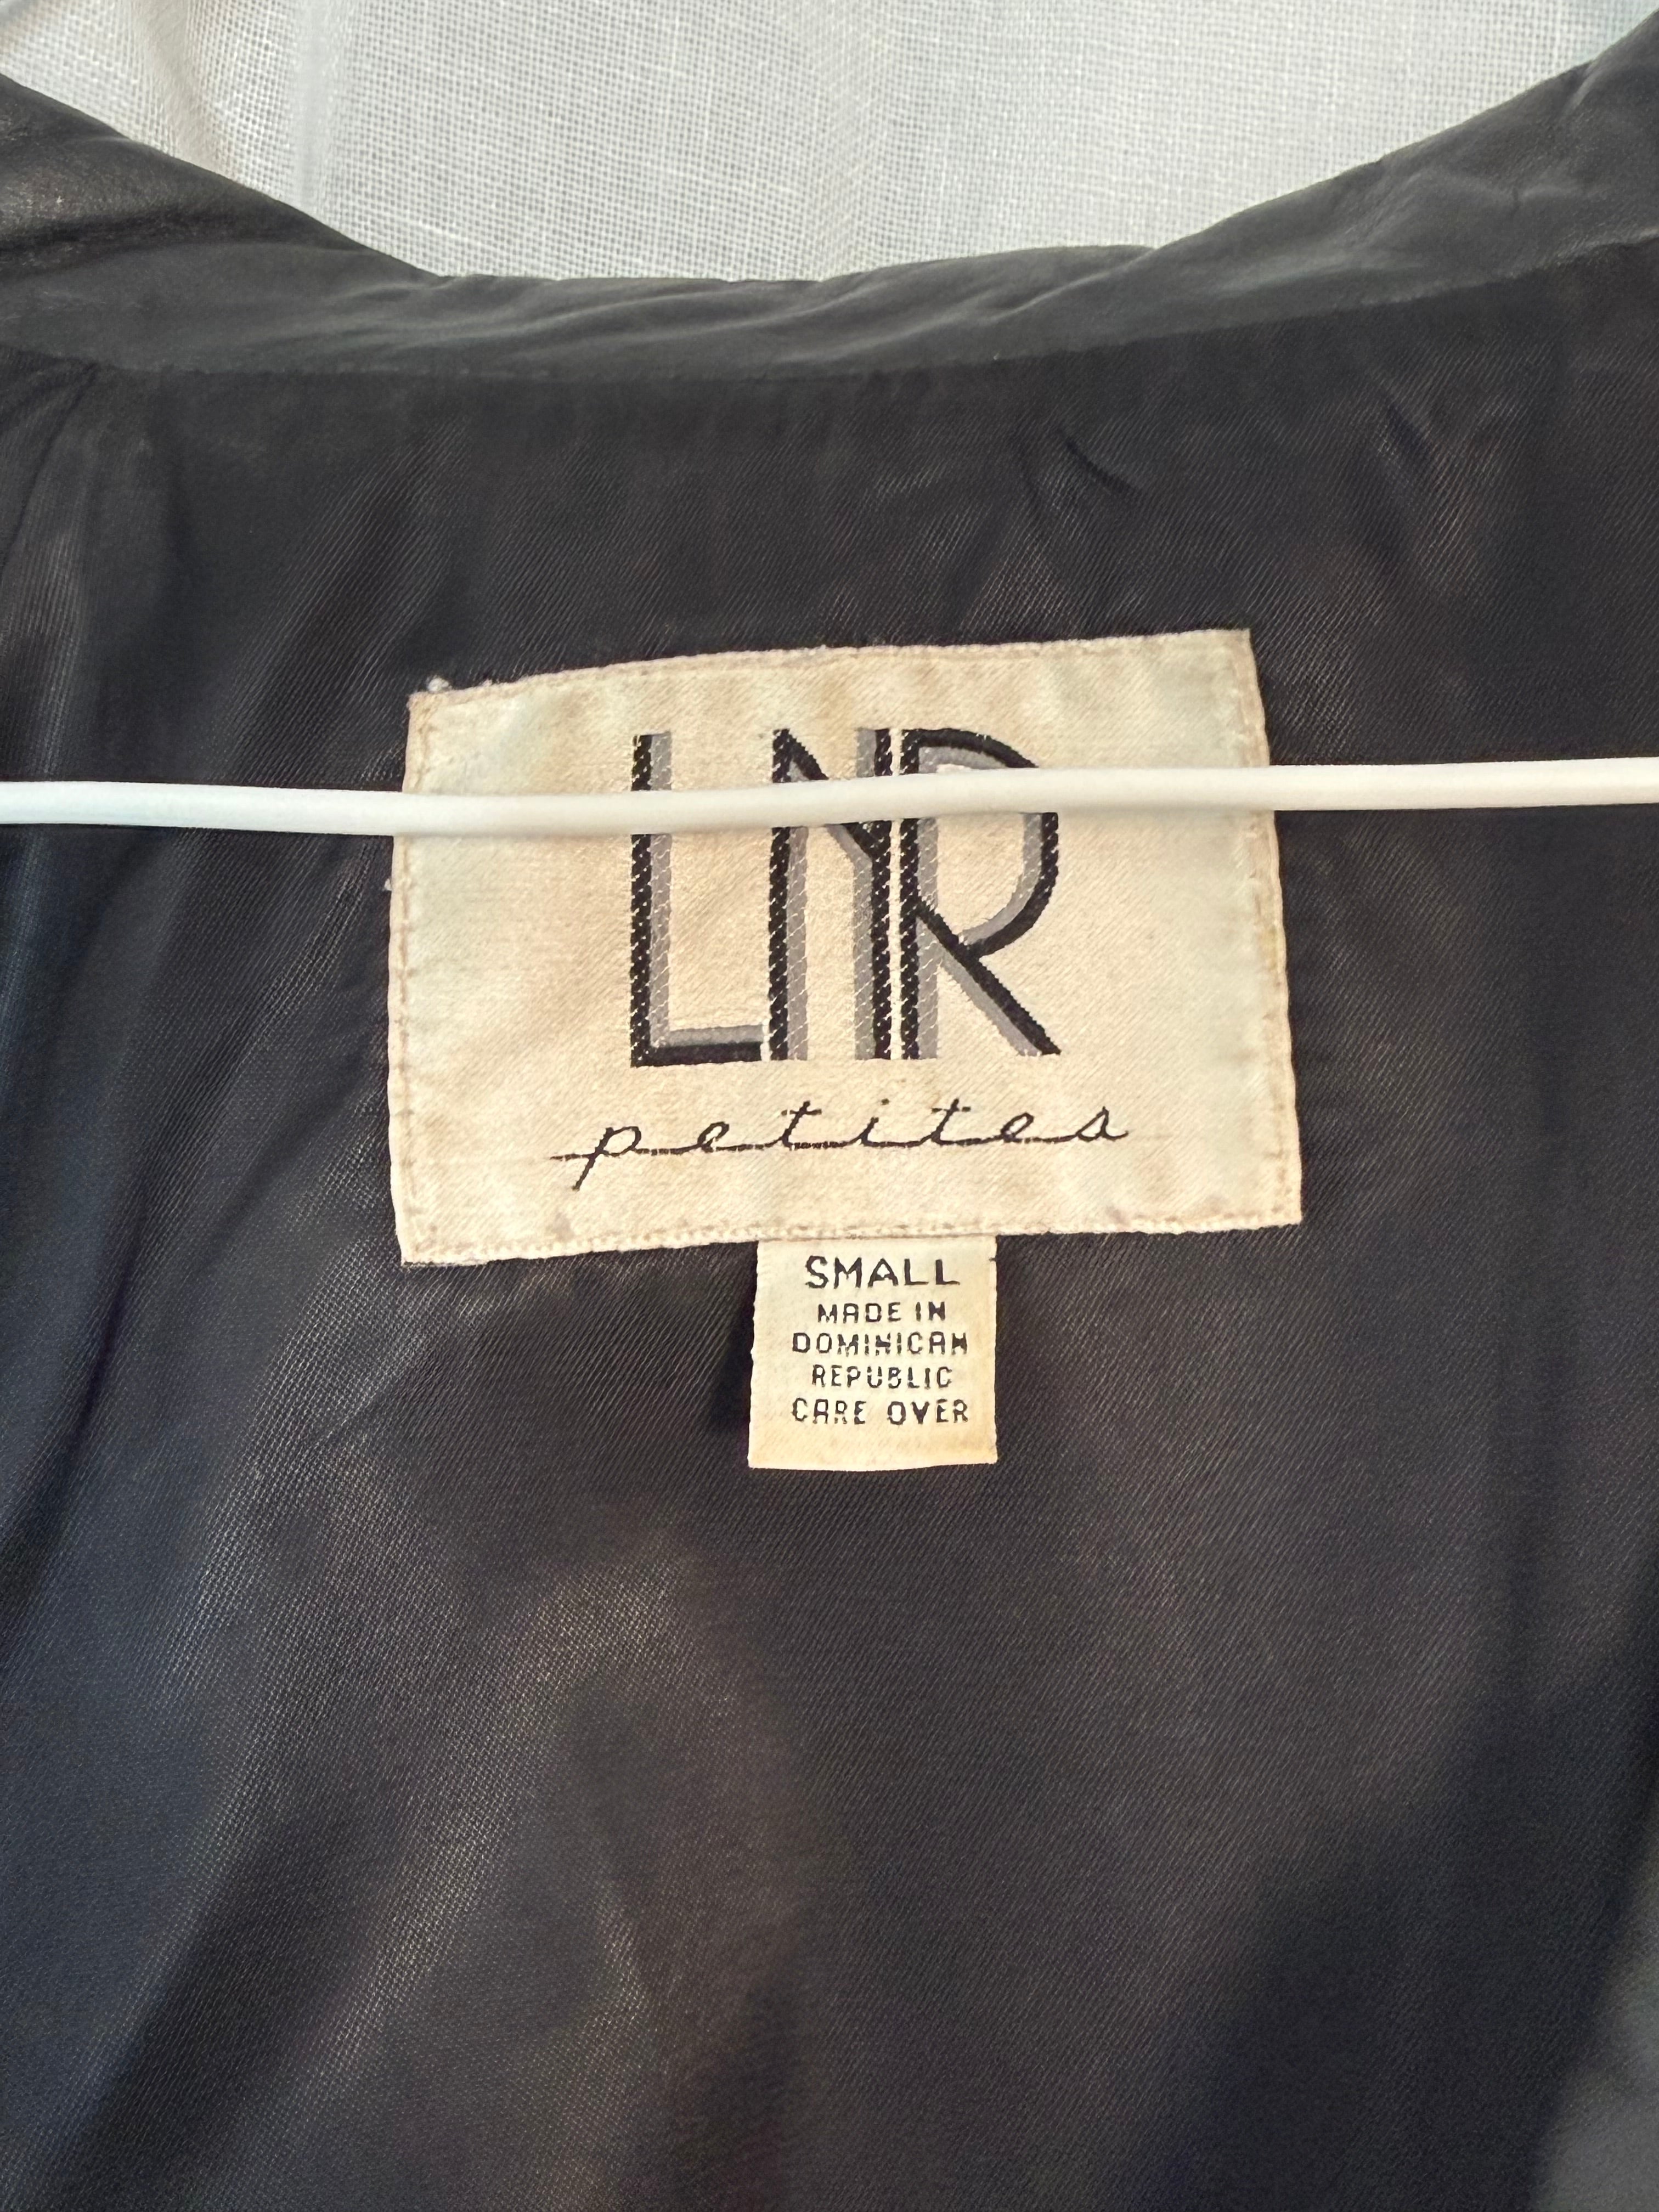 LNR
petites
SMALL
MADE IN
DOMINICAN
REPUBLIC
CARE OVER